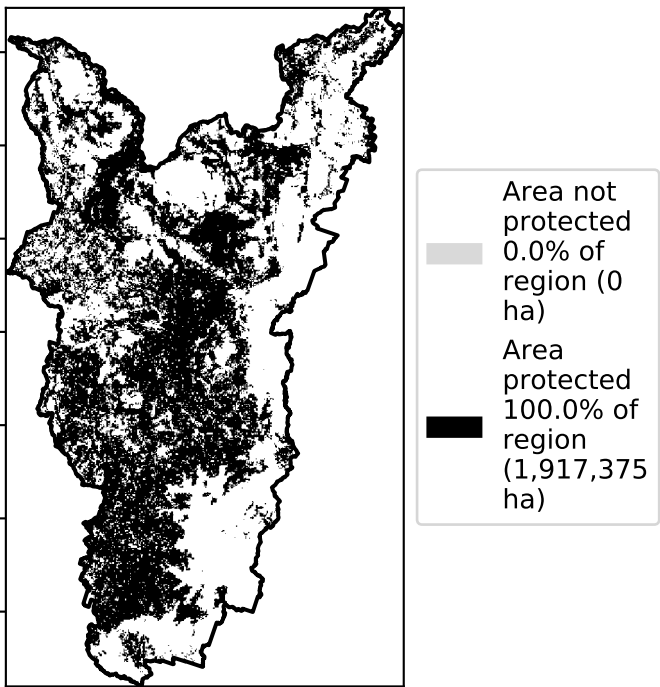 Area not
protected
0.0% of
region (0
ha)
Area
protected
100.0% of
region
(1,917,375
ha)